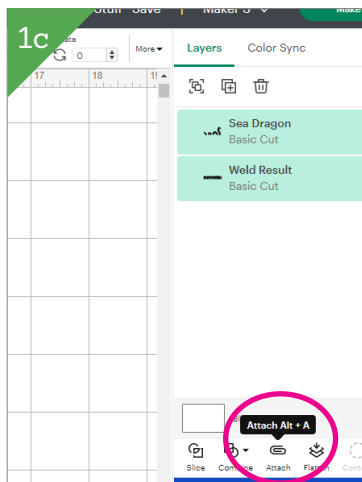 1c
Stuff Save Maker 3 Make
More
0
17 18 19
Layers Color Sync
Sea Dragon
Basic Cut
Weld Result
Basic Cut
Attach Alt + A
Slice Combine Attach Flatten